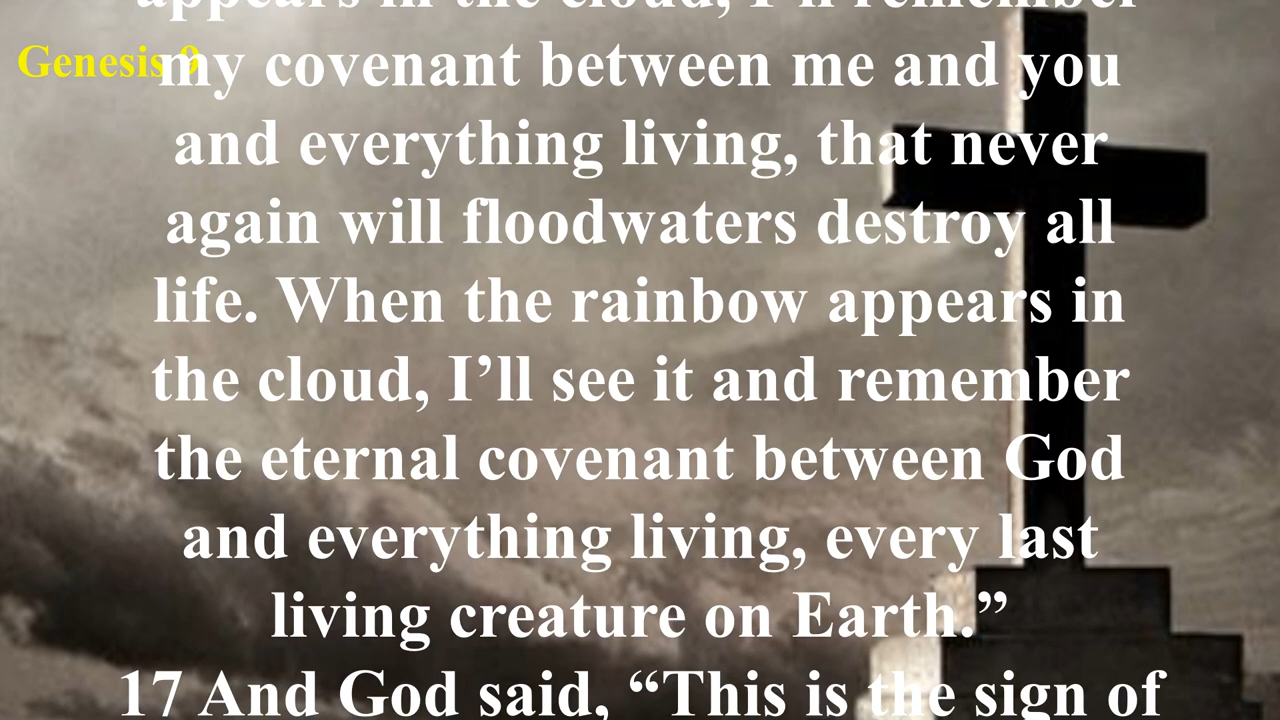 appears in the cloud, I’ll remember
Genesis 9
my covenant between me and you
and everything living, that never
again will floodwaters destroy all
life. When the rainbow appears in
the cloud, I’ll see it and remember
the eternal covenant between God
and everything living, every last
living creature on Earth.”
17 And God said, “This is the sign of